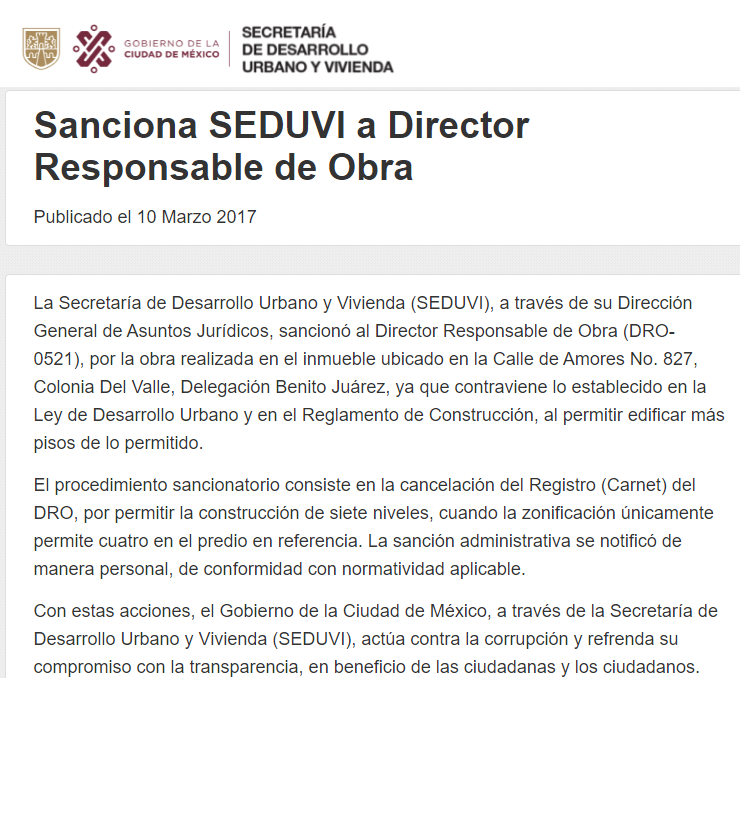 GOBIERNO DE LA
CIUDAD DE MÉXICO
SECRETARÍA
DE DESARROLLO
URBANO Y VIVIENDA
Sanciona SEDUVI a Director
Responsable de Obra
Publicado el 10 Marzo 2017
La Secretaría de Desarrollo Urbano y Vivienda (SEDUVI), a través de su Dirección
General de Asuntos Jurídicos, sancionó al Director Responsable de Obra (DRO-
0521), por la obra realizada en el inmueble ubicado en la Calle de Amores No. 827,
Colonia Del Valle, Delegación Benito Juárez, ya que contraviene lo establecido en la
Ley de Desarrollo Urbano y en el Reglamento de Construcción, al permitir edificar más
pisos de lo permitido.
El procedimiento sancionatorio consiste en la cancelación del Registro (Carnet) del
DRO, por permitir la construcción de siete niveles, cuando la zonificación únicamente
permite cuatro en el predio en referencia. La sanción administrativa se notificó de
manera personal, de conformidad con normatividad aplicable.
Con estas acciones, el Gobierno de la Ciudad de México, a través de la Secretaría de
Desarrollo Urbano y Vivienda (SEDUVI), actúa contra la corrupción y refrenda su
compromiso con la transparencia, en beneficio de las ciudadanas y los ciudadanos.